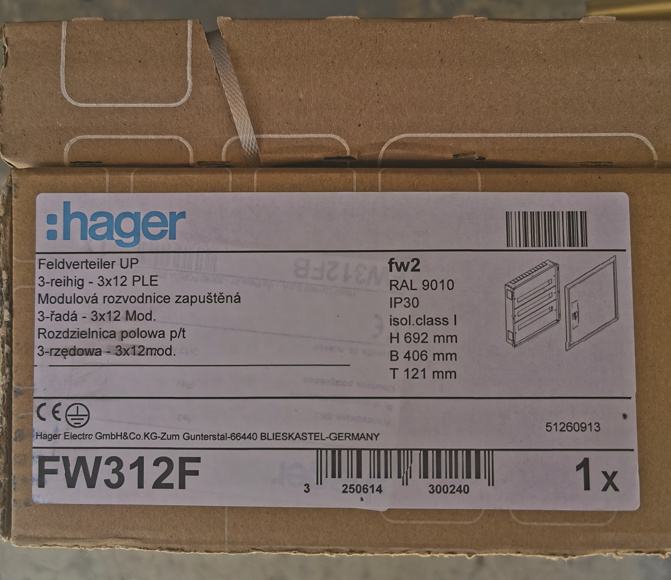 :hager
Feldverteiler UP
3-reihig - 3x12 PLE
Modulová rozvodnice zapuštěná
3-řadá - 3x12 Mod.
Rozdzielnica polowa p/t
3-rzędowa - 3x12mod.
fw2
RAL 9010
IP30
isol.class I
H 692 mm
B 406 mm
T 121 mm
CE
51260913
Hager Electro GmbH&Co.KG-Zum Gunterstal-66440 BLIESKASTEL-GERMANY
FW312F
3 250614 300240
1 x